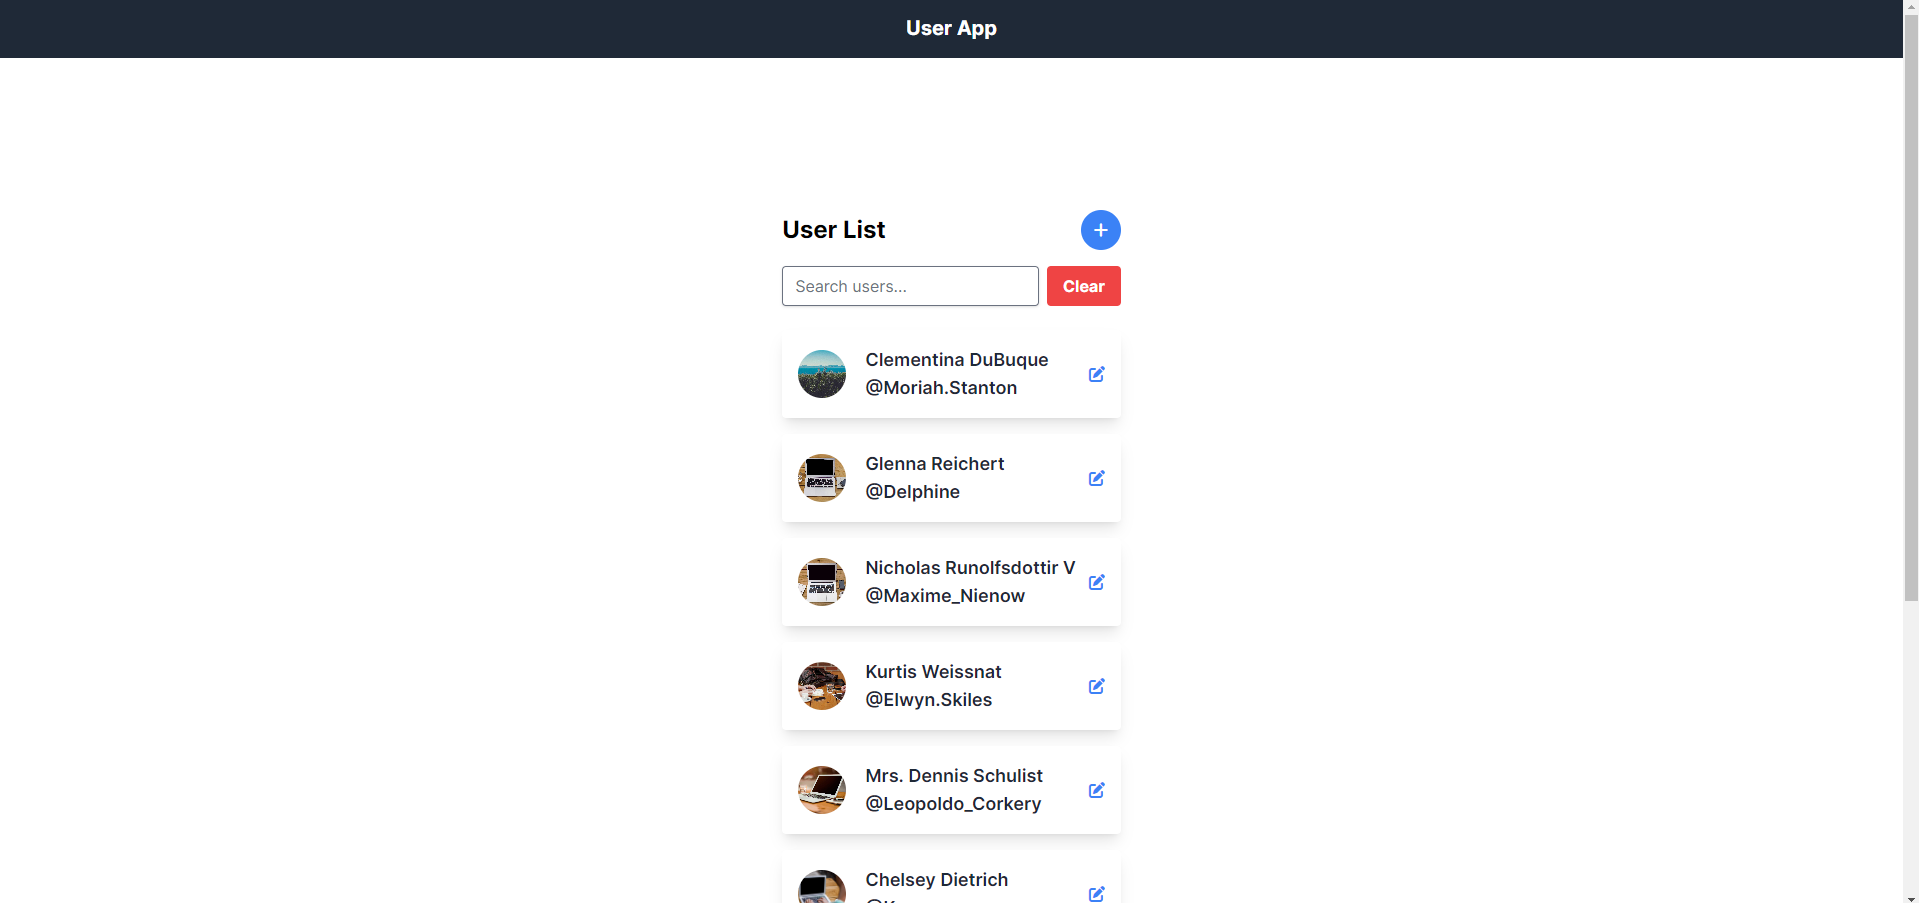 User App
User List
Search users...
Clear
Clementina DuBuque
@Moriah.Stanton
Glenna Reichert
@Delphine
Nicholas Runolfsdottir V
@Maxime_Nienow
Kurtis Weissnat
@Elwyn.Skiles
Mrs. Dennis Schulist
@Leopoldo_Corkery
Chelsey Dietrich